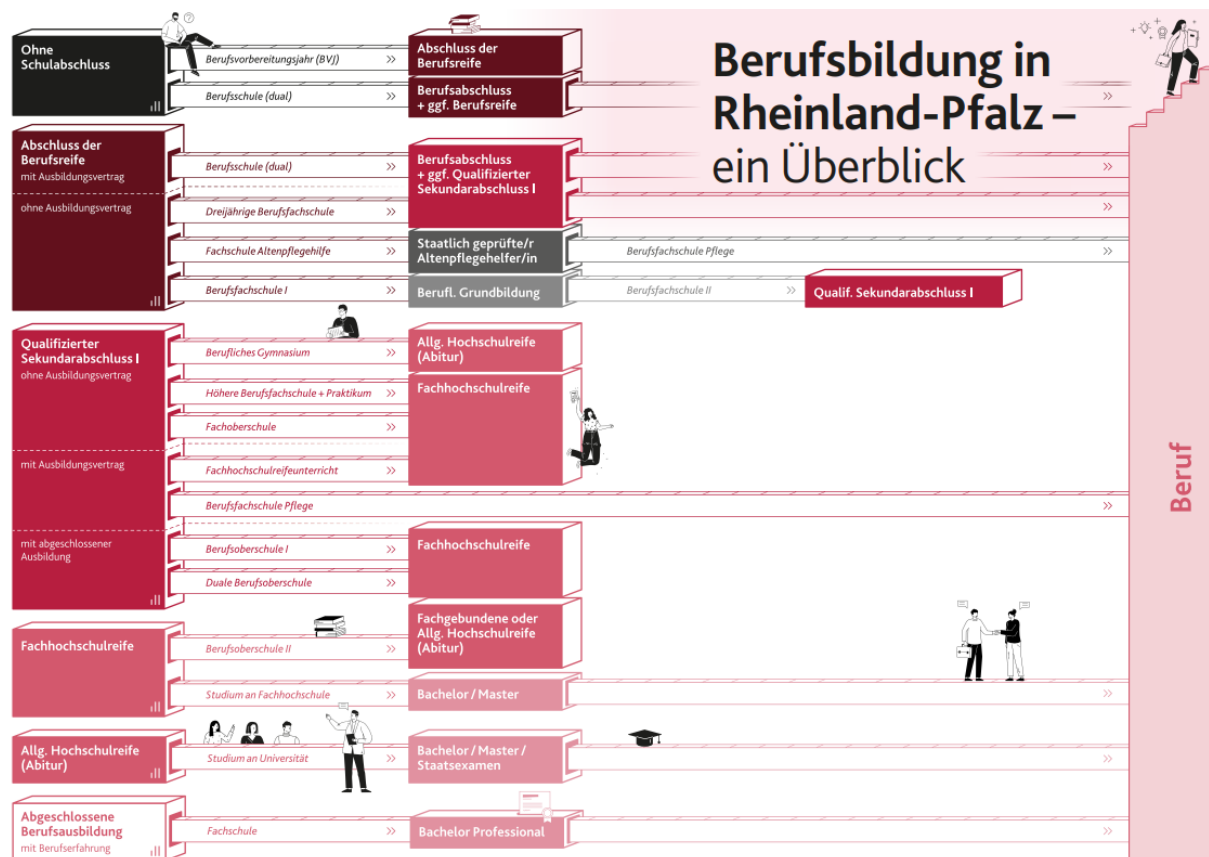 Berufsbildung in
Rheinland-Pfalz –
ein Überblick
Ohne
Schulabschluss
Berufsvorbereitungsjahr (BVJ) »
Abschluss der
Berufsreife
Berufsschule (dual) »
Berufsabschluss
+ ggf. Berufsreife
»
Abschluss der
Berufsreife
mit Ausbildungsvertrag
Berufsschule (dual) »
Berufsabschluss
+ ggf. Qualifizierter
Sekundarabschluss I
»
ohne Ausbildungsvertrag
Dreijährige Berufsfachschule »
»
Fachschule Altenpflegehilfe »
Staatlich geprüfte/r
Altenpflegehelfer/in
Berufsfachschule Pflege »
Berufsfachschule I »
Berufl. Grundbildung
Berufsfachschule II »
Qualif. Sekundarabschluss I
Qualifizierter
Sekundarabschluss I
ohne Ausbildungsvertrag
Berufliches Gymnasium »
Allg. Hochschulreife
(Abitur)
Höhere Berufsfachschule + Praktikum »
Fachhochschulreife
Fachoberschule »
mit Ausbildungsvertrag
Fachhochschulreifeunterricht »
Berufsfachschule Pflege »
mit abgeschlossener
Ausbildung
Berufsoberschule I »
Fachhochschulreife
Duale Berufsoberschule »
Fachhochschulreife
Berufsoberschule II »
Fachgebundene oder
Allg. Hochschulreife
(Abitur)
Studium an Fachhochschule »
Bachelor / Master
»
Allg. Hochschulreife
(Abitur)
Studium an Universität »
Bachelor / Master /
Staatsexamen
»
Abgeschlossene
Berufsausbildung
mit Berufserfahrung
Fachschule »
Bachelor Professional
»
Beruf